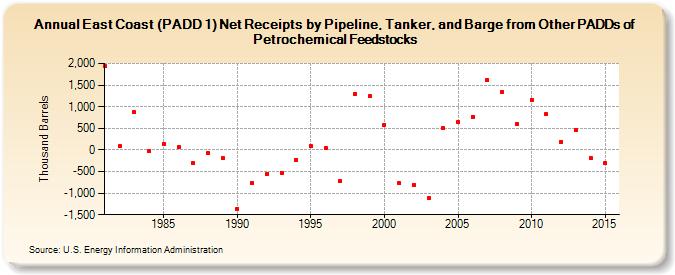 Annual East Coast (PADD 1) Net Receipts by Pipeline, Tanker, and Barge from Other PADDs of
Petrochemical Feedstocks
Thousand Barrels
2,000
1,500
1,000
500
0
-500
-1,000
-1,500
1985 1990 1995 2000 2005 2010 2015
Source: U.S. Energy Information Administration